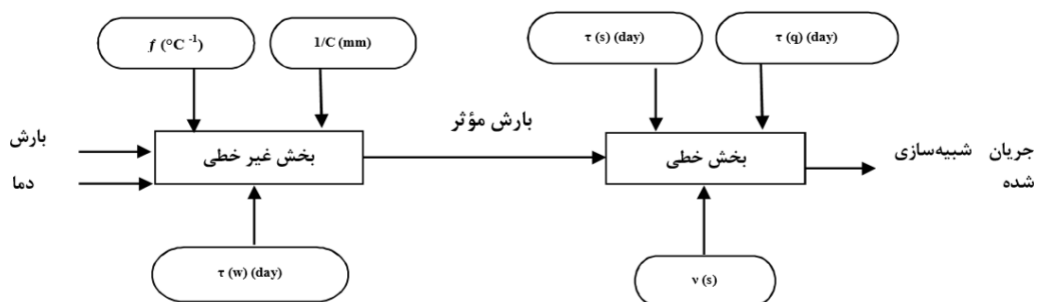 ƒ (°C ⁻¹)
1/C (mm)
τ (s) (day)
τ (q) (day)
بارش
دما
بخش غیر خطی
بارش مؤثر
بخش خطی
جریان شبیه‌سازی
شده
τ (w) (day)
ν (s)